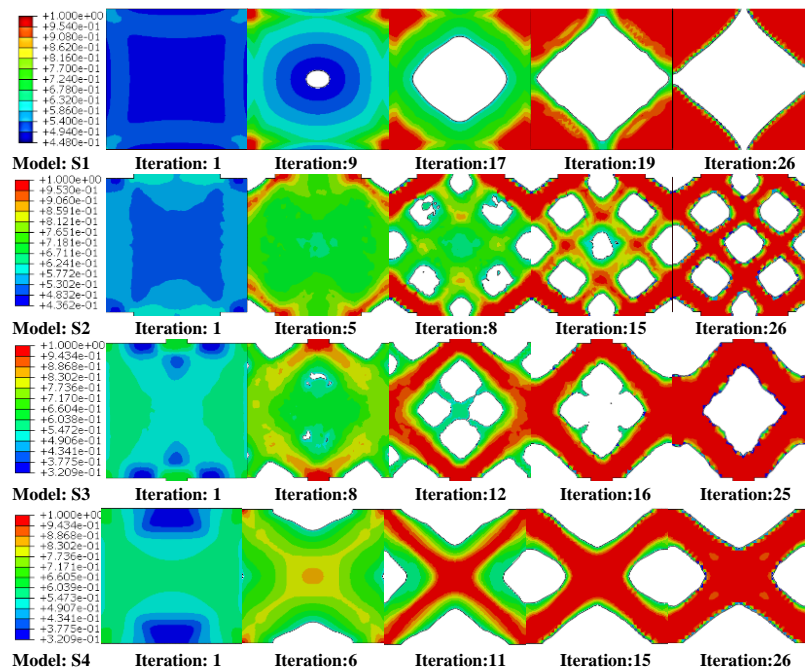 +1.000e+00
+9.540e-01
+9.080e-01
+8.620e-01
+8.160e-01
+7.700e-01
+7.240e-01
+6.780e-01
+6.320e-01
+5.860e-01
+5.400e-01
+4.940e-01
+4.480e-01
Model: S1 Iteration: 1 Iteration:9 Iteration:17 Iteration:19 Iteration:26
+1.000e+00
+9.530e-01
+9.060e-01
+8.591e-01
+8.121e-01
+7.651e-01
+7.181e-01
+6.711e-01
+6.241e-01
+5.772e-01
+5.302e-01
+4.832e-01
+4.362e-01
Model: S2 Iteration: 1 Iteration:5 Iteration:8 Iteration:15 Iteration:26
+1.000e+00
+9.434e-01
+8.868e-01
+8.302e-01
+7.736e-01
+7.170e-01
+6.604e-01
+6.038e-01
+5.472e-01
+4.906e-01
+4.341e-01
+3.775e-01
+3.209e-01
Model: S3 Iteration: 1 Iteration:8 Iteration:12 Iteration:16 Iteration:25
+1.000e+00
+9.434e-01
+8.868e-01
+8.302e-01
+7.736e-01
+7.171e-01
+6.605e-01
+6.039e-01
+5.473e-01
+4.907e-01
+4.341e-01
+3.775e-01
+3.209e-01
Model: S4 Iteration: 1 Iteration:6 Iteration:11 Iteration:15 Iteration:26